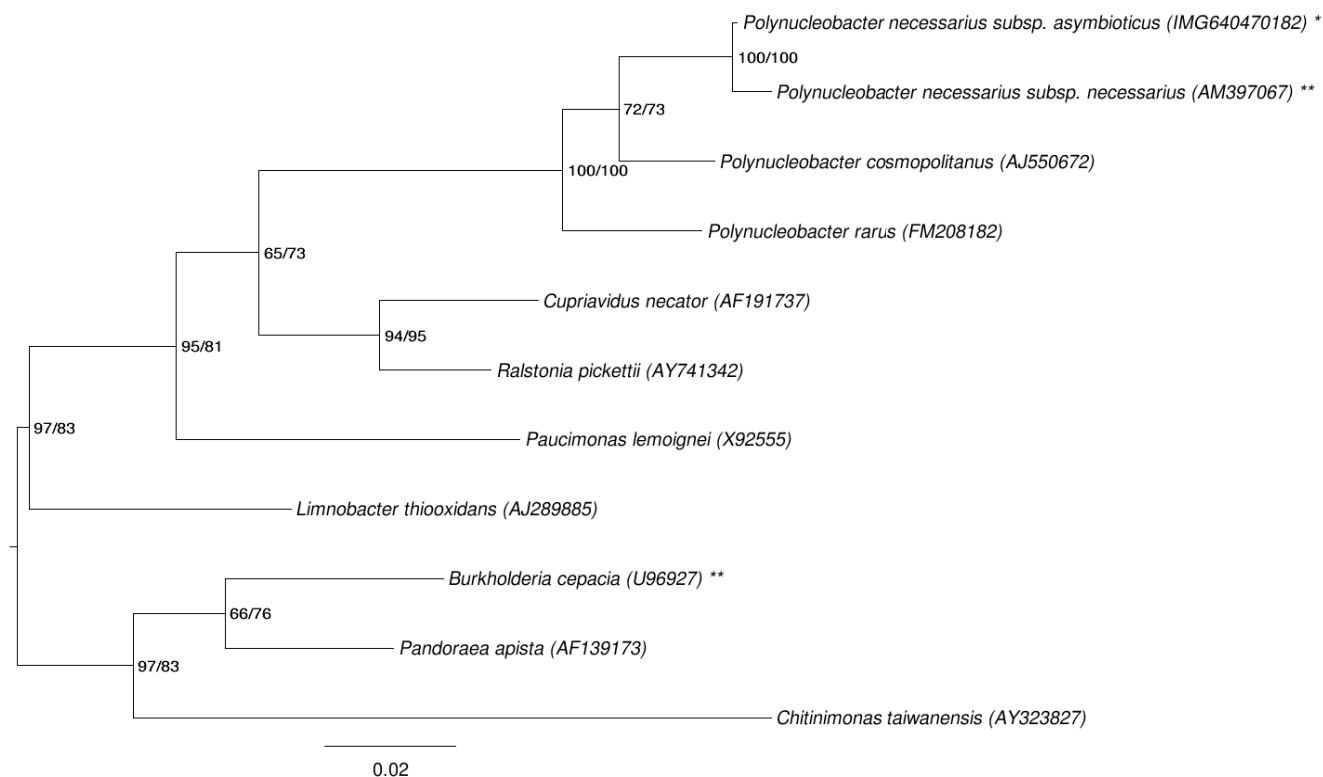 Polynucleobacter necessarius subsp. asymbioticus (IMG640470182) *
100/100
Polynucleobacter necessarius subsp. necessarius (AM397067) **
72/73
Polynucleobacter cosmopolitanus (AJ550672)
100/100
Polynucleobacter rarus (FM208182)
65/73
Cupriavidus necator (AF191737)
94/95
95/81
Ralstonia pickettii (AY741342)
97/83
Paucimonas lemoignei (X92555)
Limnobacter thiooxidans (AJ289885)
Burkholderia cepacia (U96927) **
66/76
Pandoraea apista (AF139173)
97/83
Chitinimonas taiwanensis (AY323827)
0.02